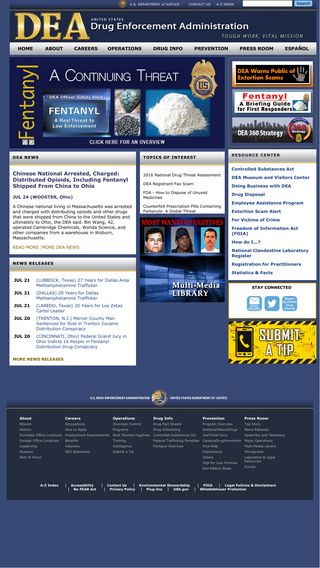 U.S. DEPARTMENT of JUSTICE
CONTACT US
A-Z INDEX
Search
DEA
UNITED STATES
Drug Enforcement Administration
TOUGH WORK, VITAL MISSION
HOME ABOUT CAREERS OPERATIONS DRUG INFO PREVENTION PRESS ROOM ESPAÑOL
Fentanyl
A CONTINUING THREAT
DEA Officer Safety Alert
FENTANYL
A Real Threat to
Law Enforcement
CLICK HERE FOR AN OVERVIEW
DEA Warns Public of
Extortion Scams
Fentanyl
A Briefing Guide
for First Responders
DEA 360 Strategy
DEA NEWS
Chinese National Arrested, Charged:
Distributed Opioids, Including Fentanyl
Shipped From China to Ohio
JUL 24 (WOOSTER, OHIO)
A Chinese national living in Massachusetts was arrested
and charged with distributing opioids and other drugs
that were shipped from China to the United States and
ultimately to Ohio, the DEA said. Bin Wang, 42,
operated Cambridge Chemicals, Wonda Science, and
other companies from a warehouse in Woburn,
Massachusetts.
READ MORE | MORE DEA NEWS
TOPICS OF INTEREST
2016 National Drug Threat Assessment
DEA Registrant Fax Scam
FDA - How to Dispose of Unused
Medicines
Counterfeit Prescription Pills Containing
Fentanyls: A Global Threat
MOST WANTED FUGITIVES
Multi-Media
LIBRARY
RESOURCE CENTER
Controlled Substances Act
DEA Museum and Visitors Center
Doing Business with DEA
Drug Disposal
Employee Assistance Program
Extortion Scam Alert
For Victims of Crime
Freedom of Information Act
(FOIA)
How do I...?
National Clandestine Laboratory
Register
Registration for Practitioners
Statistics & Facts
STAY CONNECTED
SUBMIT
A TIP
NEWS RELEASES
JUL 21 (LUBBOCK, Texas) 27 Years for Dallas Area
Methamphetamine Trafficker
JUL 21 (DALLAS) 20 Years for Dallas
Methamphetamine Trafficker
JUL 21 (LAREDO, Texas) 30 Years for Los Zetas
Cartel Leader
JUL 20 (TRENTON, N.J.) Mercer County Man
Sentenced for Role in Trenton Cocaine
Distribution Conspiracy
JUL 20 (CINCINNATI, Ohio) Federal Grand Jury in
Ohio Indicts 16 People in Fentanyl
Distribution Drug Conspiracy
MORE NEWS RELEASES
U.S. DRUG ENFORCEMENT ADMINISTRATION
UNITED STATES DEPARTMENT OF JUSTICE
About
Mission
History
Domestic Office Locations
Foreign Office Locations
Leadership
Museum
Wall of Honor
Careers
Occupations
How to Apply
Employment Requirements
Benefits
Veterans
EEO Statement
Operations
Diversion
Programs
Most Wanted Fugitives
Training
Intelligence
Submit a Tip
Drug Info
Drug Fact Sheets
Drug Scheduling
Controlled Substances Act
Federal Trafficking Penalties
Fentanyl Overview
Prevention
Program Overview
GetSmartAboutDrugs
JustThinkTwice
CampusDrugPrevention
Publications
Videos
Vigil for Lost Promise
Red Ribbon Week
Press Room
Top Story
News Releases
Speeches and Testimony
Major Operations
Multi-Media Library
Micrograms
Legislative & Legal
Resources
Events
A-Z Index | Accessibility | Contact Us | Environmental Stewardship | FOIA | Legal Policies & Disclaimers
No FEAR Act | Privacy Policy | Plug-Ins | USA.gov | Whistleblower Protection